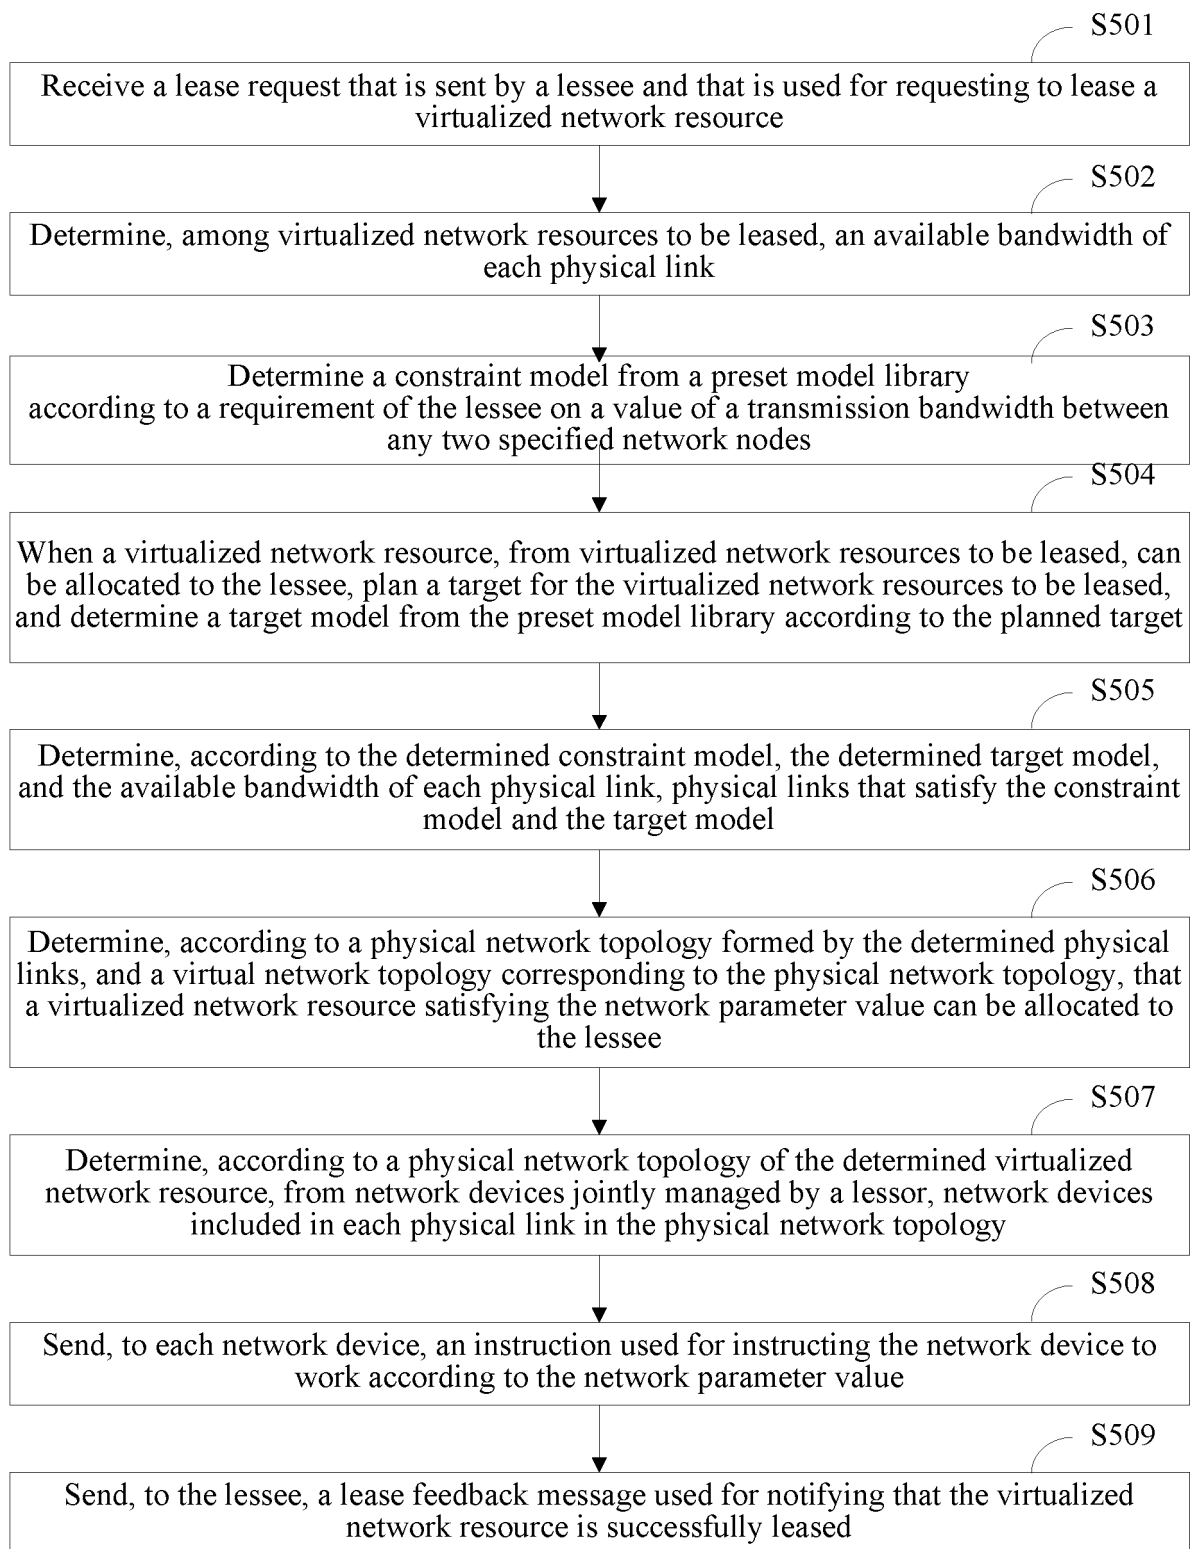 S501
Receive a lease request that is sent by a lessee and that is used for requesting to lease a
virtualized network resource
S502
Determine, among virtualized network resources to be leased, an available bandwidth of
each physical link
S503
Determine a constraint model from a preset model library
according to a requirement of the lessee on a value of a transmission bandwidth between
any two specified network nodes
S504
When a virtualized network resource, from virtualized network resources to be leased, can
be allocated to the lessee, plan a target for the virtualized network resources to be leased,
and determine a target model from the preset model library according to the planned target
S505
Determine, according to the determined constraint model, the determined target model,
and the available bandwidth of each physical link, physical links that satisfy the constraint
model and the target model
S506
Determine, according to a physical network topology formed by the determined physical
links, and a virtual network topology corresponding to the physical network topology, that
a virtualized network resource satisfying the network parameter value can be allocated to
the lessee
S507
Determine, according to a physical network topology of the determined virtualized
network resource, from network devices jointly managed by a lessor, network devices
included in each physical link in the physical network topology
S508
Send, to each network device, an instruction used for instructing the network device to
work according to the network parameter value
S509
Send, to the lessee, a lease feedback message used for notifying that the virtualized
network resource is successfully leased